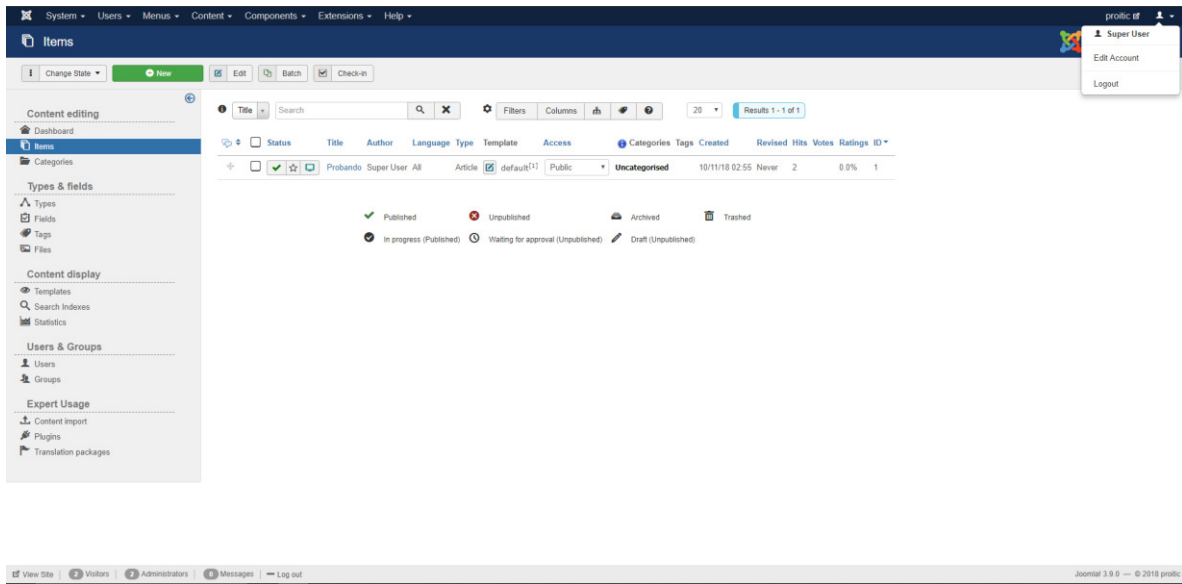 System Users Menus Content Components Extensions Help proitic
Items
Super User
Edit Account
Logout
Change State New Edit Batch Check-in
Content editing
Dashboard
Items
Categories
Types & fields
Types
Fields
Tags
Files
Content display
Templates
Search Indexes
Statistics
Users & Groups
Users
Groups
Expert Usage
Content import
Plugins
Translation packages
Title Search Filters Columns 20 Results 1 - 1 of 1
Status Title Author Language Type Template Access Categories Tags Created Revised Hits Votes Ratings ID
Probando Super User All Article default[1] Public Uncategorised 10/11/18 02:55 Never 2 0.0% 1
Published Unpublished Archived Trashed
In progress (Published) Waiting for approval (Unpublished) Draft (Unpublished)
View Site Visitors Administrators Messages Log out Joomla! 3.9.0 — © 2018 proitic